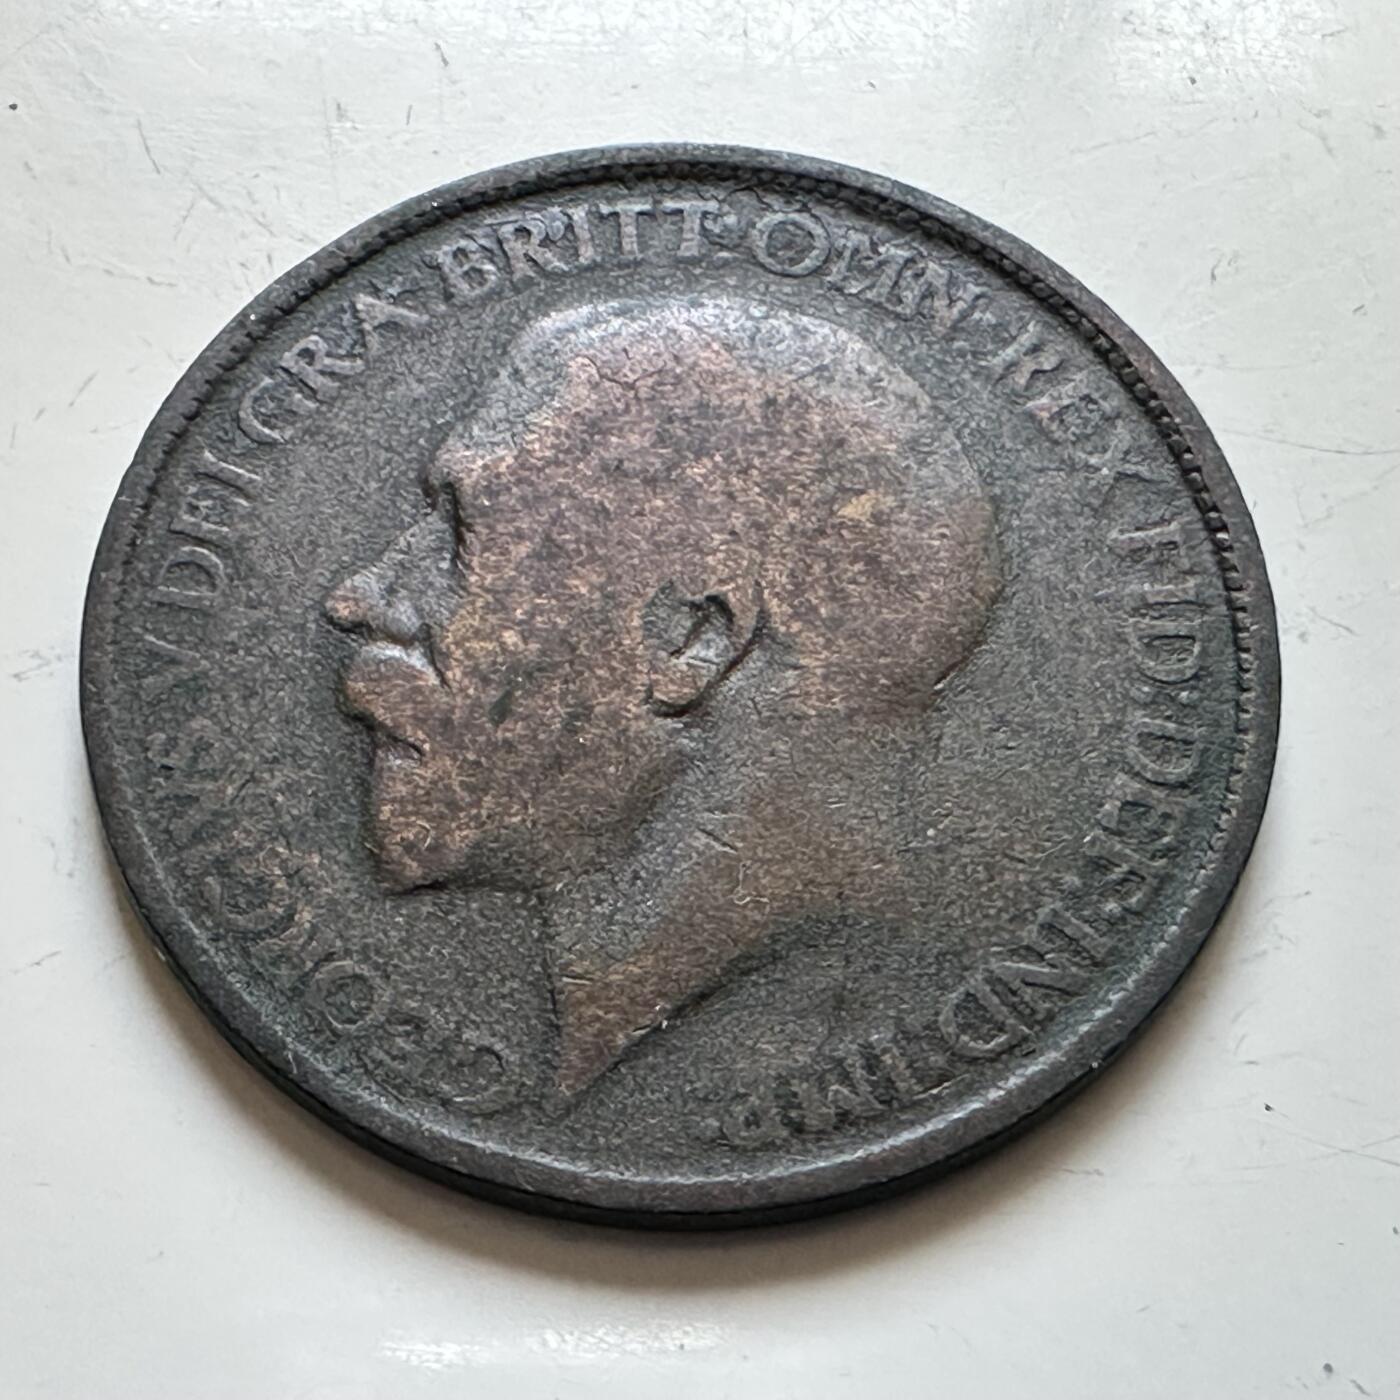 GEORGIVS V DEI GRA: BRITT: OMN: REX FID: DEF: IND: IMP: